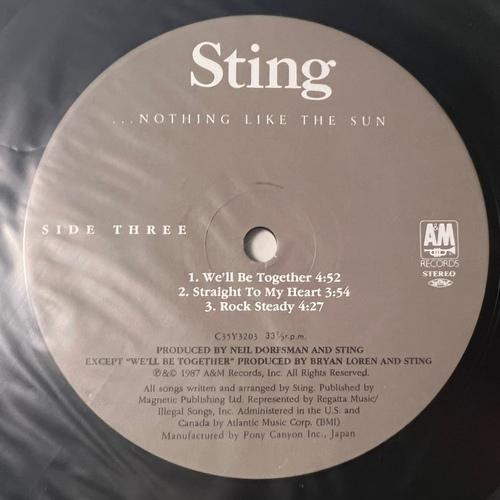 Sting
...NOTHING LIKE THE SUN
SIDE THREE
A&M
RECORDS
STEREO
1. We'll Be Together 4:52
2. Straight To My Heart 3:54
3. Rock Steady 4:27
C35Y3203 33⅓r.p.m.
PRODUCED BY NEIL DORFSMAN AND STING
EXCEPT "WE'LL BE TOGETHER" PRODUCED BY BRYAN LOREN AND STING
℗&© 1987 A&M Records, Inc. All Rights Reserved.
All songs written and arranged by Sting. Published by
Magnetic Publishing Ltd. Represented by Regatta Music/
Illegal Songs, Inc. Administered in the U.S. and
Canada by Atlantic Music Corp. (BMI)
Manufactured by Pony Canyon Inc., Japan